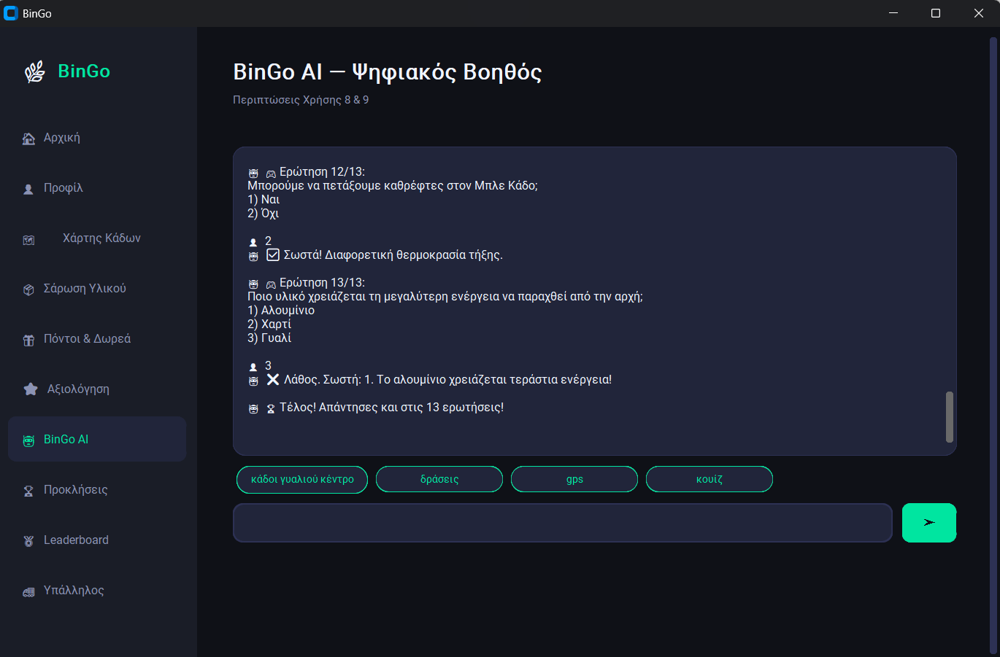 BinGo
BinGo
Αρχική
Προφίλ
Χάρτης Κάδων
Σάρωση Υλικού
Πόντοι & Δωρεά
Αξιολόγηση
BinGo AI
Προκλήσεις
Leaderboard
Υπάλληλος
BinGo AI — Ψηφιακός Βοηθός
Περιπτώσεις Χρήσης 8 & 9
Ερώτηση 12/13:
Μπορούμε να πετάξουμε καθρέφτες στον Μπλε Κάδο;
1) Ναι
2) Όχι
2
Σωστά! Διαφορετική θερμοκρασία τήξης.
Ερώτηση 13/13:
Ποιο υλικό χρειάζεται τη μεγαλύτερη ενέργεια να παραχθεί από την αρχή;
1) Αλουμίνιο
2) Χαρτί
3) Γυαλί
3
Λάθος. Σωστή: 1. Το αλουμίνιο χρειάζεται τεράστια ενέργεια!
Τέλος! Απάντησες και στις 13 ερωτήσεις!
κάδοι γυαλιού κέντρο
δράσεις
gps
κουίζ